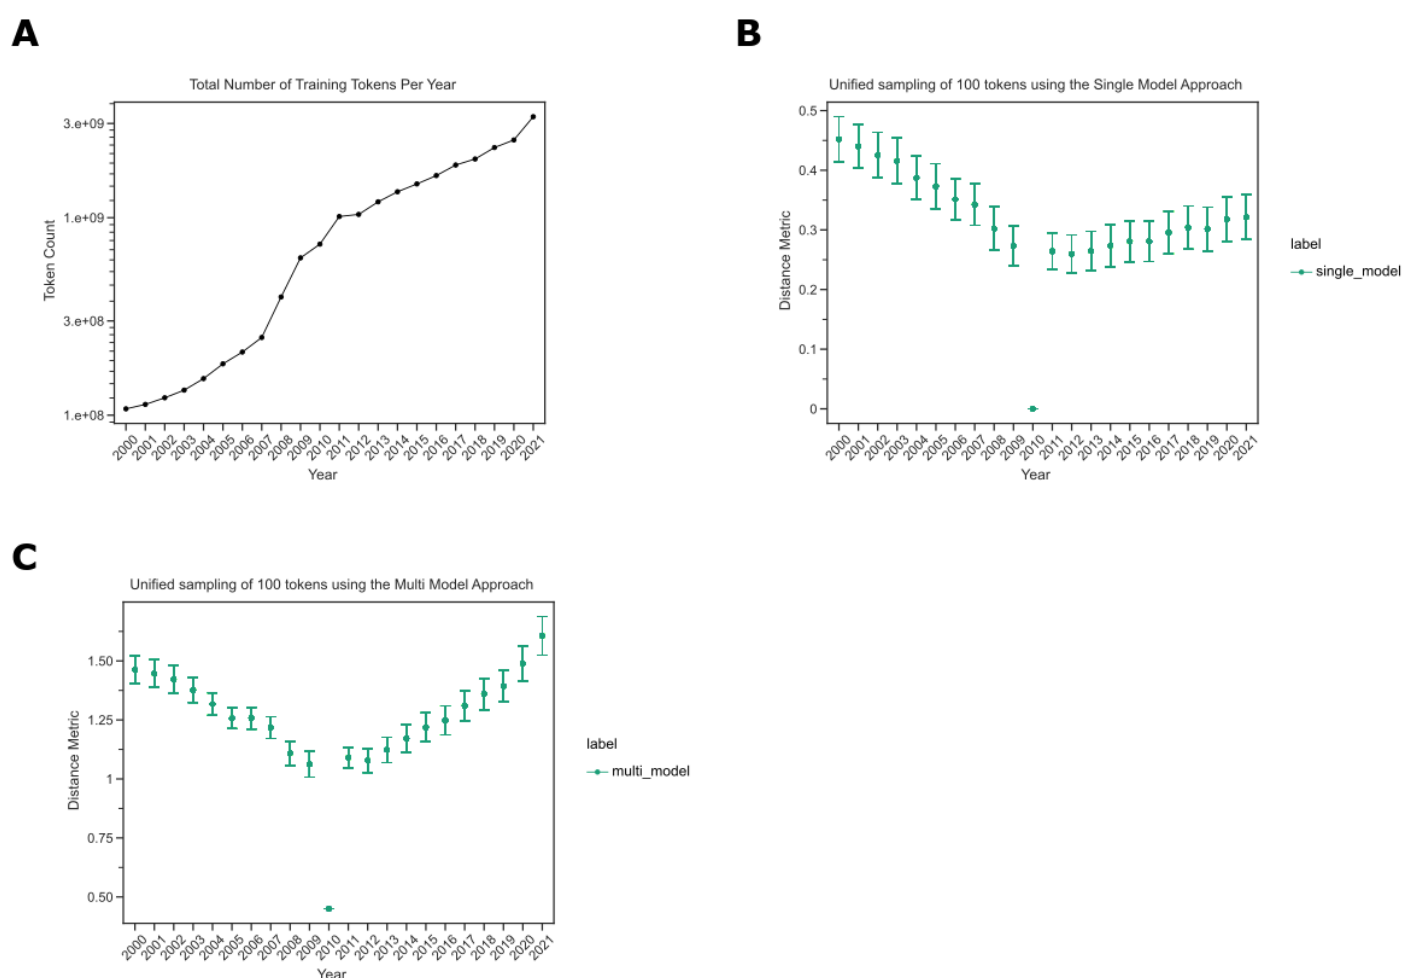 A
Total Number of Training Tokens Per Year
Token Count
3.e+09
1.e+09
3.e+08
1.e+08
2000 2001 2002 2003 2004 2005 2006 2007 2008 2009 2010 2011 2012 2013 2014 2015 2016 2017 2018 2019 2020 2021
Year
B
Unified sampling of 100 tokens using the Single Model Approach
Distance Metric
0.5
0.4
0.3
0.2
0.1
0
2000 2001 2002 2003 2004 2005 2006 2007 2008 2009 2010 2011 2012 2013 2014 2015 2016 2017 2018 2019 2020 2021
Year
label
single_model
C
Unified sampling of 100 tokens using the Multi Model Approach
Distance Metric
1.50
1.25
1
0.75
0.50
2000 2001 2002 2003 2004 2005 2006 2007 2008 2009 2010 2011 2012 2013 2014 2015 2016 2017 2018 2019 2020 2021
Year
label
multi_model